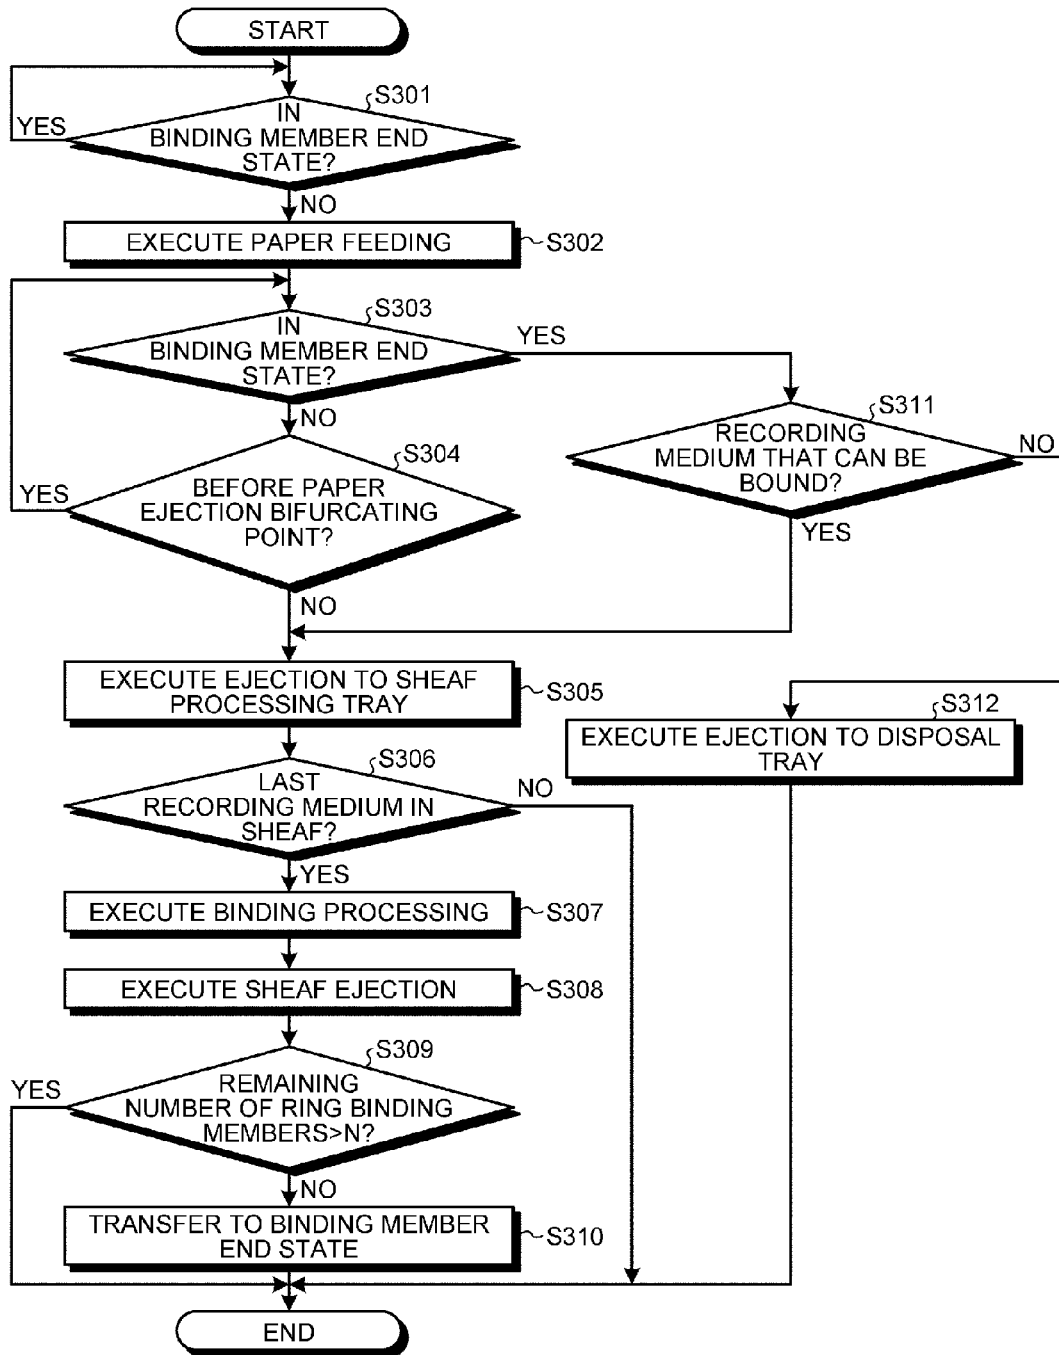 START
S301
IN
BINDING MEMBER END
STATE?
YES
NO
EXECUTE PAPER FEEDING
S302
S303
IN
BINDING MEMBER END
STATE?
YES
NO
S311
RECORDING
MEDIUM THAT CAN BE
BOUND?
NO
YES
S304
BEFORE PAPER
EJECTION BIFURCATING
POINT?
YES
NO
EXECUTE EJECTION TO SHEAF
PROCESSING TRAY
S305
S312
EXECUTE EJECTION TO DISPOSAL
TRAY
S306
LAST
RECORDING MEDIUM IN
SHEAF?
NO
YES
EXECUTE BINDING PROCESSING
S307
EXECUTE SHEAF EJECTION
S308
S309
REMAINING
NUMBER OF RING BINDING
MEMBERS>N?
YES
NO
TRANSFER TO BINDING MEMBER
END STATE
S310
END